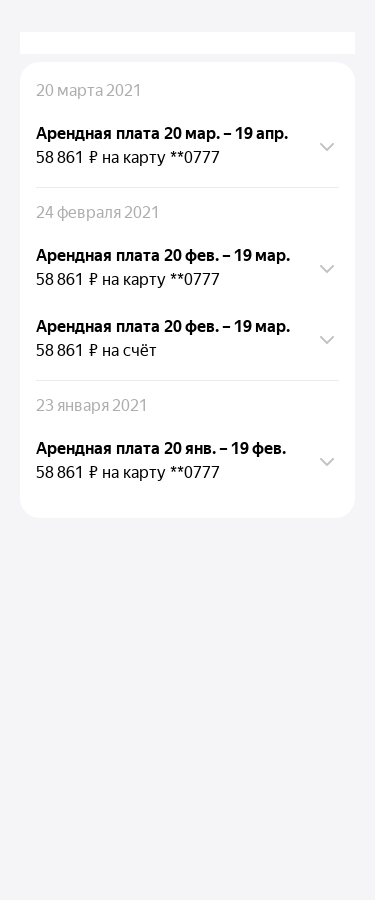 20 марта 2021
Арендная плата 20 мар. – 19 апр.
58 861 ₽ на карту **0777
24 февраля 2021
Арендная плата 20 фев. – 19 мар.
58 861 ₽ на карту **0777
Арендная плата 20 фев. – 19 мар.
58 861 ₽ на счёт
23 января 2021
Арендная плата 20 янв. – 19 фев.
58 861 ₽ на карту **0777